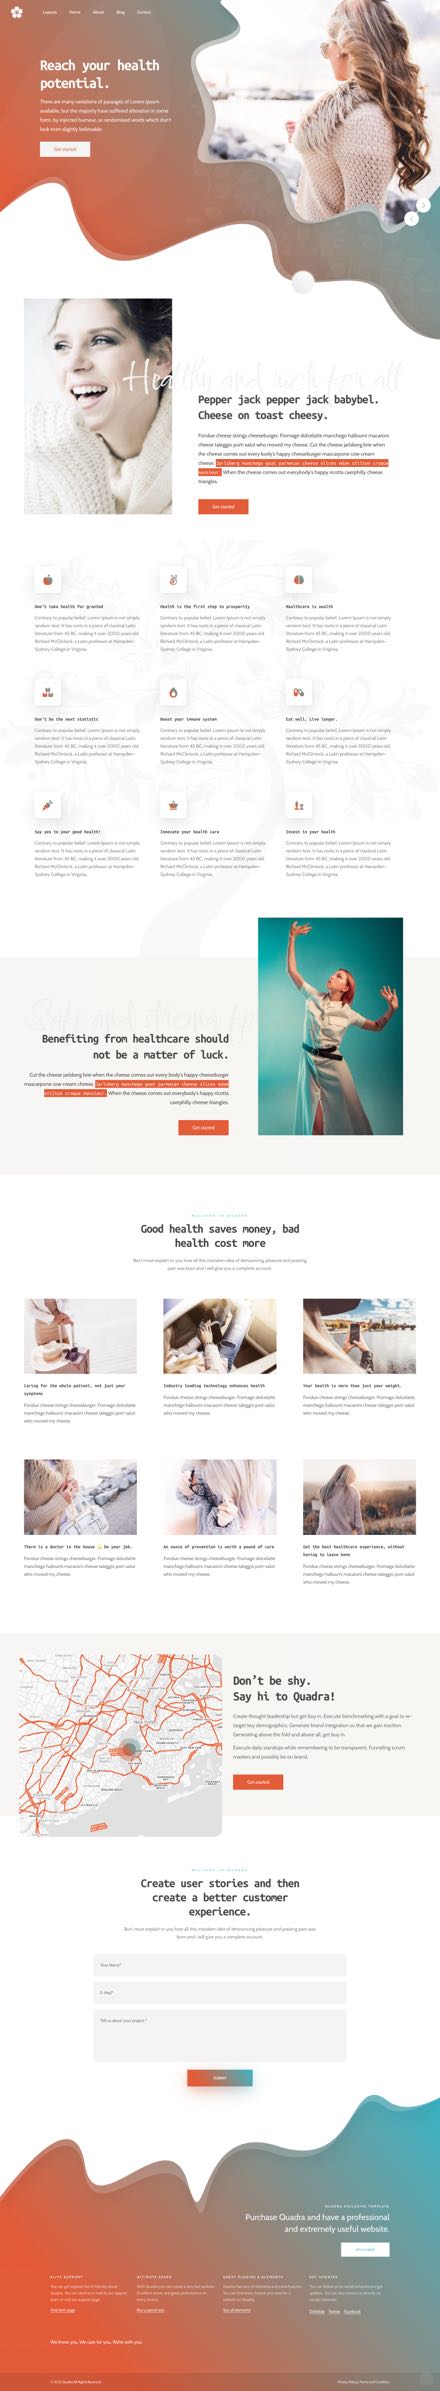 Layouts Home About Blog Contact
Reach your health
potential.
There are many variations of passages of Lorem Ipsum
available, but the majority have suffered alteration in some
form, by injected humour, or randomised words which don't
look even slightly believable.
Get started
Healthy and rich for all
Pepper jack pepper jack babybel.
Cheese on toast cheesy.
Fondue cheese strings cheeseburger. Fromage dolcelatte manchego halloumi macaroni
cheese taleggio port-salut who moved my cheese. Cut the cheese jarlsberg brie when
the cheese comes out every body's happy cheeseburger mascarpone cow cream
cheese. Jarlsberg manchego goat parmesan cheese slices edam stilton croque
monsieur. When the cheese comes out everybody's happy ricotta caerphilly cheese
triangles.
Get started
Don't take health for granted
Contrary to popular belief, Lorem Ipsum is not simply
random text. It has roots in a piece of classical Latin
literature from 45 BC, making it over 2000 years old.
Richard McClintock, a Latin professor at Hampden-
Sydney College in Virginia.
Health is the first step to prosperity
Contrary to popular belief, Lorem Ipsum is not simply
random text. It has roots in a piece of classical Latin
literature from 45 BC, making it over 2000 years old.
Richard McClintock, a Latin professor at Hampden-
Sydney College in Virginia.
Healthcare is wealth
Contrary to popular belief, Lorem Ipsum is not simply
random text. It has roots in a piece of classical Latin
literature from 45 BC, making it over 2000 years old.
Richard McClintock, a Latin professor at Hampden-
Sydney College in Virginia.
Don't be the next statistic
Contrary to popular belief, Lorem Ipsum is not simply
random text. It has roots in a piece of classical Latin
literature from 45 BC, making it over 2000 years old.
Richard McClintock, a Latin professor at Hampden-
Sydney College in Virginia.
Boost your immune system
Contrary to popular belief, Lorem Ipsum is not simply
random text. It has roots in a piece of classical Latin
literature from 45 BC, making it over 2000 years old.
Richard McClintock, a Latin professor at Hampden-
Sydney College in Virginia.
Eat well. Live longer.
Contrary to popular belief, Lorem Ipsum is not simply
random text. It has roots in a piece of classical Latin
literature from 45 BC, making it over 2000 years old.
Richard McClintock, a Latin professor at Hampden-
Sydney College in Virginia.
Say yes to your good health!
Contrary to popular belief, Lorem Ipsum is not simply
random text. It has roots in a piece of classical Latin
literature from 45 BC, making it over 2000 years old.
Richard McClintock, a Latin professor at Hampden-
Sydney College in Virginia.
Innovate your health care
Contrary to popular belief, Lorem Ipsum is not simply
random text. It has roots in a piece of classical Latin
literature from 45 BC, making it over 2000 years old.
Richard McClintock, a Latin professor at Hampden-
Sydney College in Virginia.
Invest in your health
Contrary to popular belief, Lorem Ipsum is not simply
random text. It has roots in a piece of classical Latin
literature from 45 BC, making it over 2000 years old.
Richard McClintock, a Latin professor at Hampden-
Sydney College in Virginia.
Safe and strong
Benefiting from healthcare should
not be a matter of luck.
Cut the cheese jarlsberg brie when the cheese comes out every body's happy cheeseburger
mascarpone cow cream cheese. Jarlsberg manchego goat parmesan cheese slices edam
stilton croque monsieur. When the cheese comes out everybody's happy ricotta
caerphilly cheese triangles.
Get started
WELCOME TO QUADRA
Good health saves money, bad
health cost more
But I must explain to you how all this mistaken idea of denouncing pleasure and praising
pain was born and I will give you a complete account.
Caring for the whole patient, not just your
symptoms
Fondue cheese strings cheeseburger. Fromage dolcelatte
manchego halloumi macaroni cheese taleggio port-salut
who moved my cheese.
Industry leading technology enhances health
Fondue cheese strings cheeseburger. Fromage dolcelatte
manchego halloumi macaroni cheese taleggio port-salut
who moved my cheese.
Your health is more than just your weight.
Fondue cheese strings cheeseburger. Fromage dolcelatte
manchego halloumi macaroni cheese taleggio port-salut
who moved my cheese.
There is a doctor in the house Do your job.
Fondue cheese strings cheeseburger. Fromage dolcelatte
manchego halloumi macaroni cheese taleggio port-salut
who moved my cheese.
An ounce of prevention is worth a pound of cure
Fondue cheese strings cheeseburger. Fromage dolcelatte
manchego halloumi macaroni cheese taleggio port-salut
who moved my cheese.
Get the best healthcare experience, without
having to leave home
Fondue cheese strings cheeseburger. Fromage dolcelatte
manchego halloumi macaroni cheese taleggio port-salut
who moved my cheese.
New York
Don't be shy.
Say hi to Quadra!
Create thought leadership but get buy in. Execute benchmarking with a goal to re-
target key demographics. Generate brand integration so that we gain traction.
Generating above the fold and above all, get buy in.
Execute daily standups while remembering to be transparent. Funneling scrum
masters and possibly be on brand.
Get started
WELCOME TO QUADRA
Create user stories and then
create a better customer
experience.
But I must explain to you how all this mistaken idea of denouncing pleasure and praising pain was
born and I will give you a complete account.
Your Name*
E-Mail*
Tell us about your project *
SUBMIT
QUADRA EXCLUSIVE TEMPLATE
Purchase Quadra and have a professional
and extremely useful website.
ELITE SUPPORT
Visit item page
ULTIMATE SPEED
Run a speed test
GREAT PLUGINS & ELEMENTS
See all elements
GET UPDATED
Dribbble Twitter Facebook
We know you. We care for you. We're with you.
© 2020 Quadra All Rights Reserved.
Privacy Policy | Terms and Condition